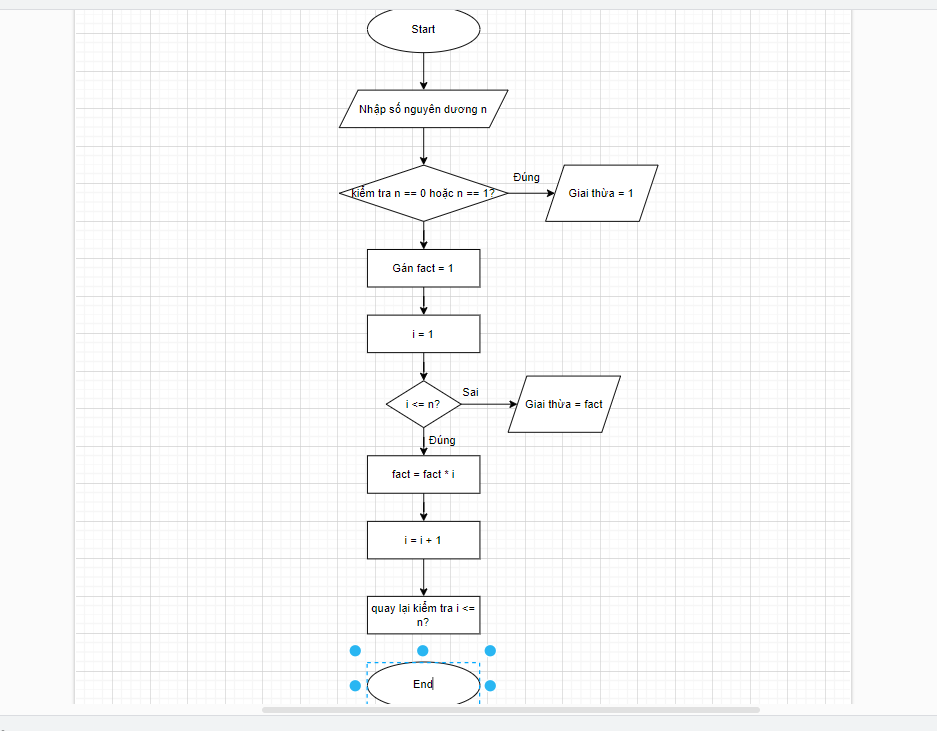 Start
Nhập số nguyên dương n
kiểm tra n == 0 hoặc n == 1?
Đúng
Giai thừa = 1
Gán fact = 1
i = 1
i <= n?
Sai
Giai thừa = fact
Đúng
fact = fact * i
i = i + 1
quay lại kiểm tra i <=
n?
End